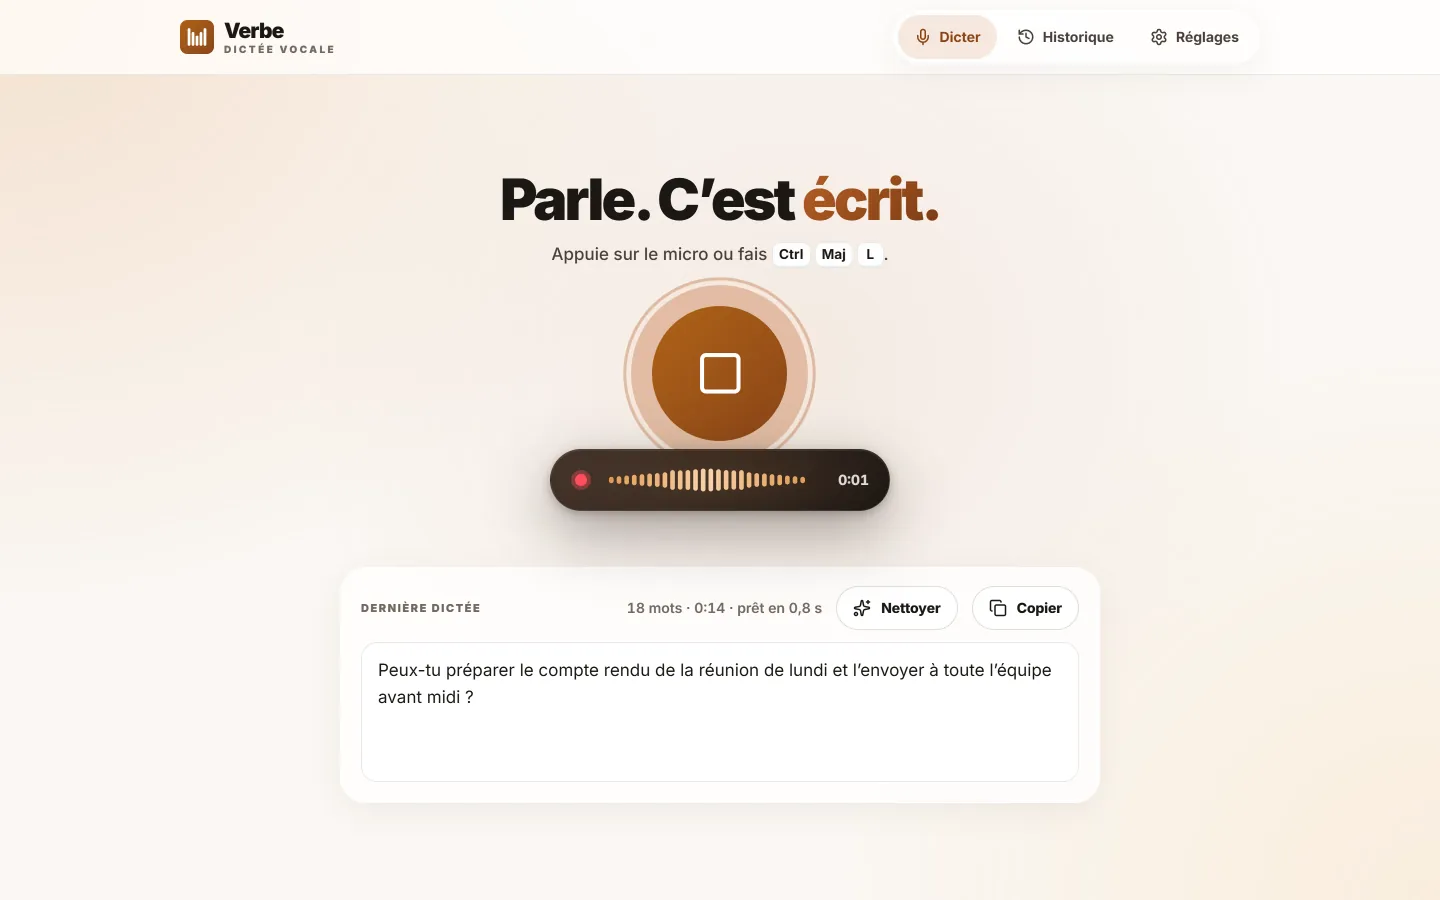 Verbe
DICTÉE VOCALE
Dicter
Historique
Réglages
Parle. C’est écrit.
Appuie sur le micro ou fais Ctrl Maj L.
0:01
DERNIÈRE DICTÉE
18 mots · 0:14 · prêt en 0,8 s
Nettoyer
Copier
Peux-tu préparer le compte rendu de la réunion de lundi et l’envoyer à toute l’équipe
avant midi ?